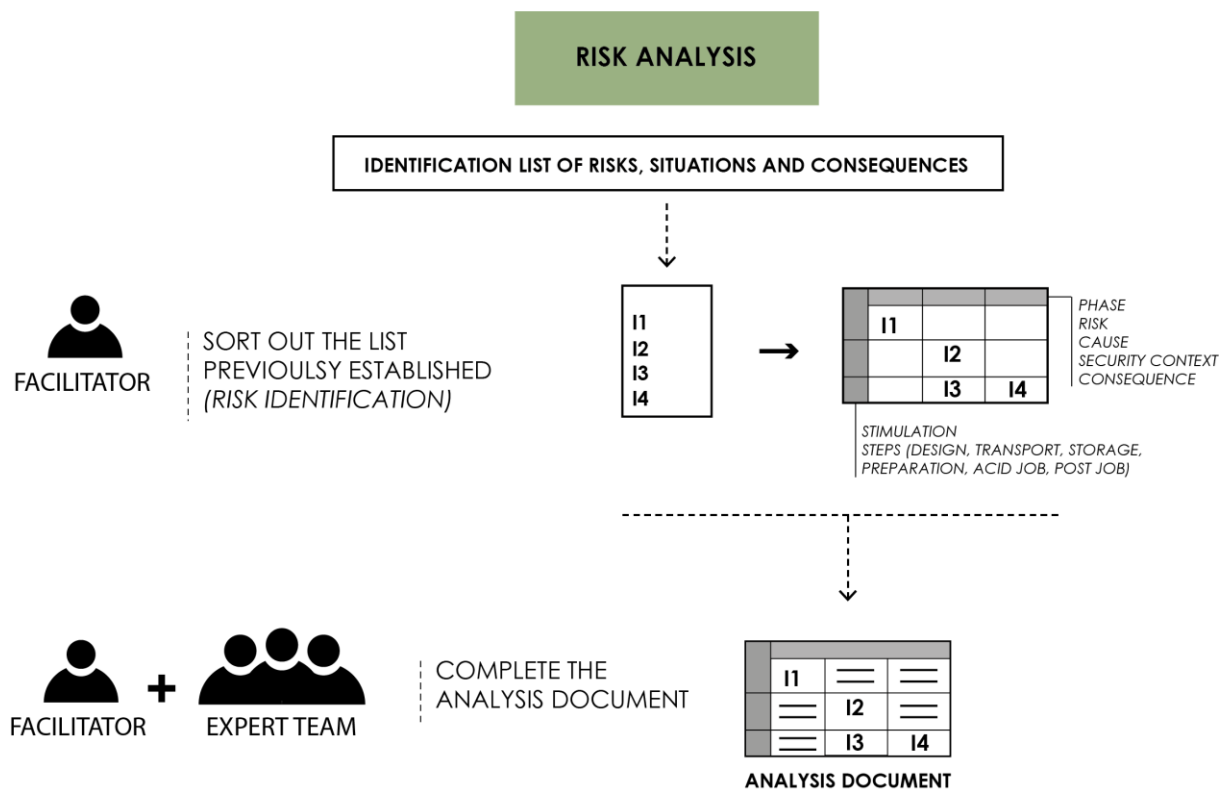 RISK ANALYSIS
IDENTIFICATION LIST OF RISKS, SITUATIONS AND CONSEQUENCES
FACILITATOR
SORT OUT THE LIST
PREVIOULSY ESTABLISHED
(RISK IDENTIFICATION)
I1
I2
I3
I4
I1
I2
I3 I4
PHASE
RISK
CAUSE
SECURITY CONTEXT
CONSEQUENCE
STIMULATION
STEPS (DESIGN, TRANSPORT, STORAGE,
PREPARATION, ACID JOB, POST JOB)
FACILITATOR
+
EXPERT TEAM
COMPLETE THE
ANALYSIS DOCUMENT
I1
I2
I3 I4
ANALYSIS DOCUMENT